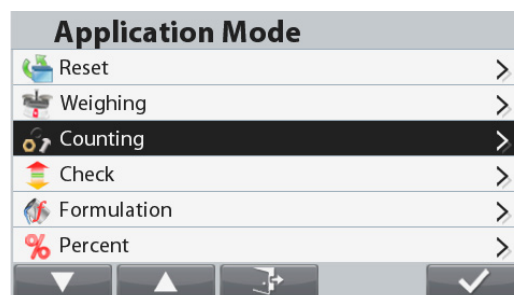 Application Mode
Reset
Weighing
Counting
Check
Formulation
Percent